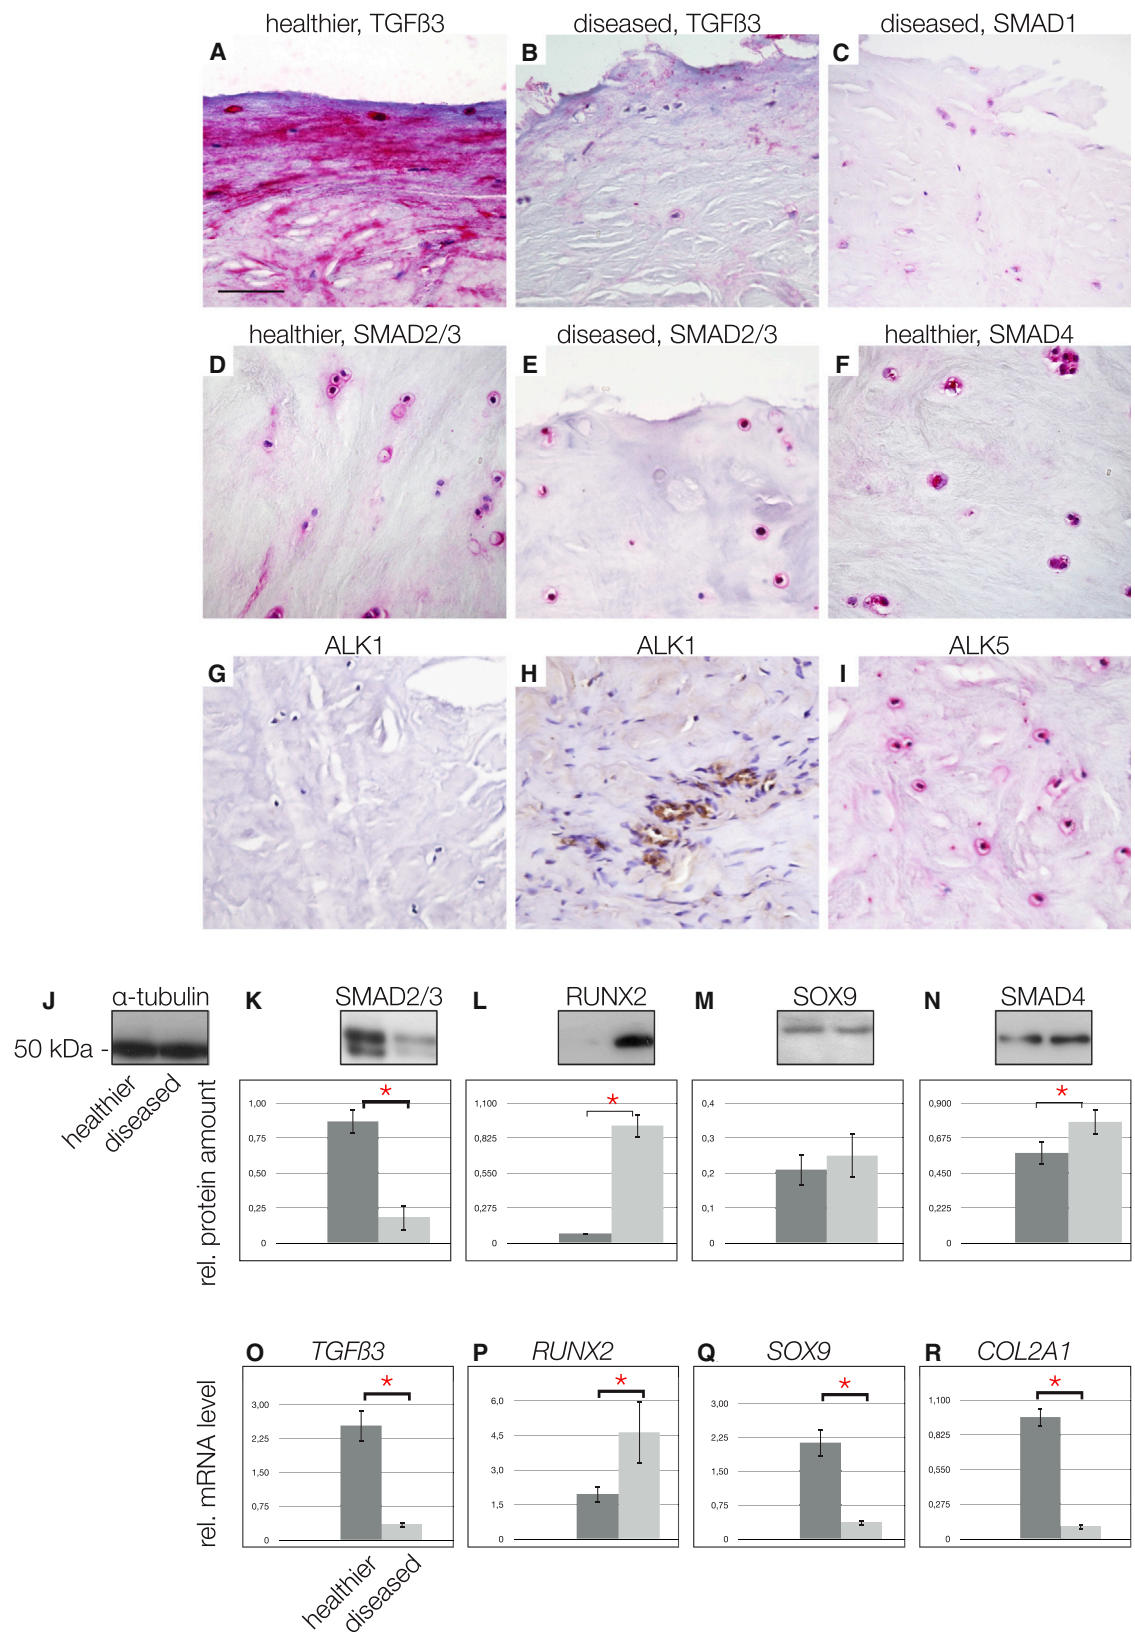 healthier, TGFß3
diseased, TGFß3
diseased, SMAD1
A
B
C
healthier, SMAD2/3
diseased, SMAD2/3
healthier, SMAD4
D
E
F
ALK1
ALK1
ALK5
G
H
I
J
α-tubulin
K
SMAD2/3
L
RUNX2
M
SOX9
N
SMAD4
50 kDa -
healthier
diseased
rel. protein amount
*
1,00
0,75
0,50
0,25
0
*
1,100
0,825
0,550
0,275
0
0,4
0,3
0,2
0,1
0
*
0,900
0,675
0,450
0,225
0
O
TGFß3
P
RUNX2
Q
SOX9
R
COL2A1
rel. mRNA level
*
3,00
2,25
1,50
0,75
0
*
6,0
4,5
3,0
1,5
0
*
3,00
2,25
1,50
0,75
0
*
1,100
0,825
0,550
0,275
0
healthier
diseased